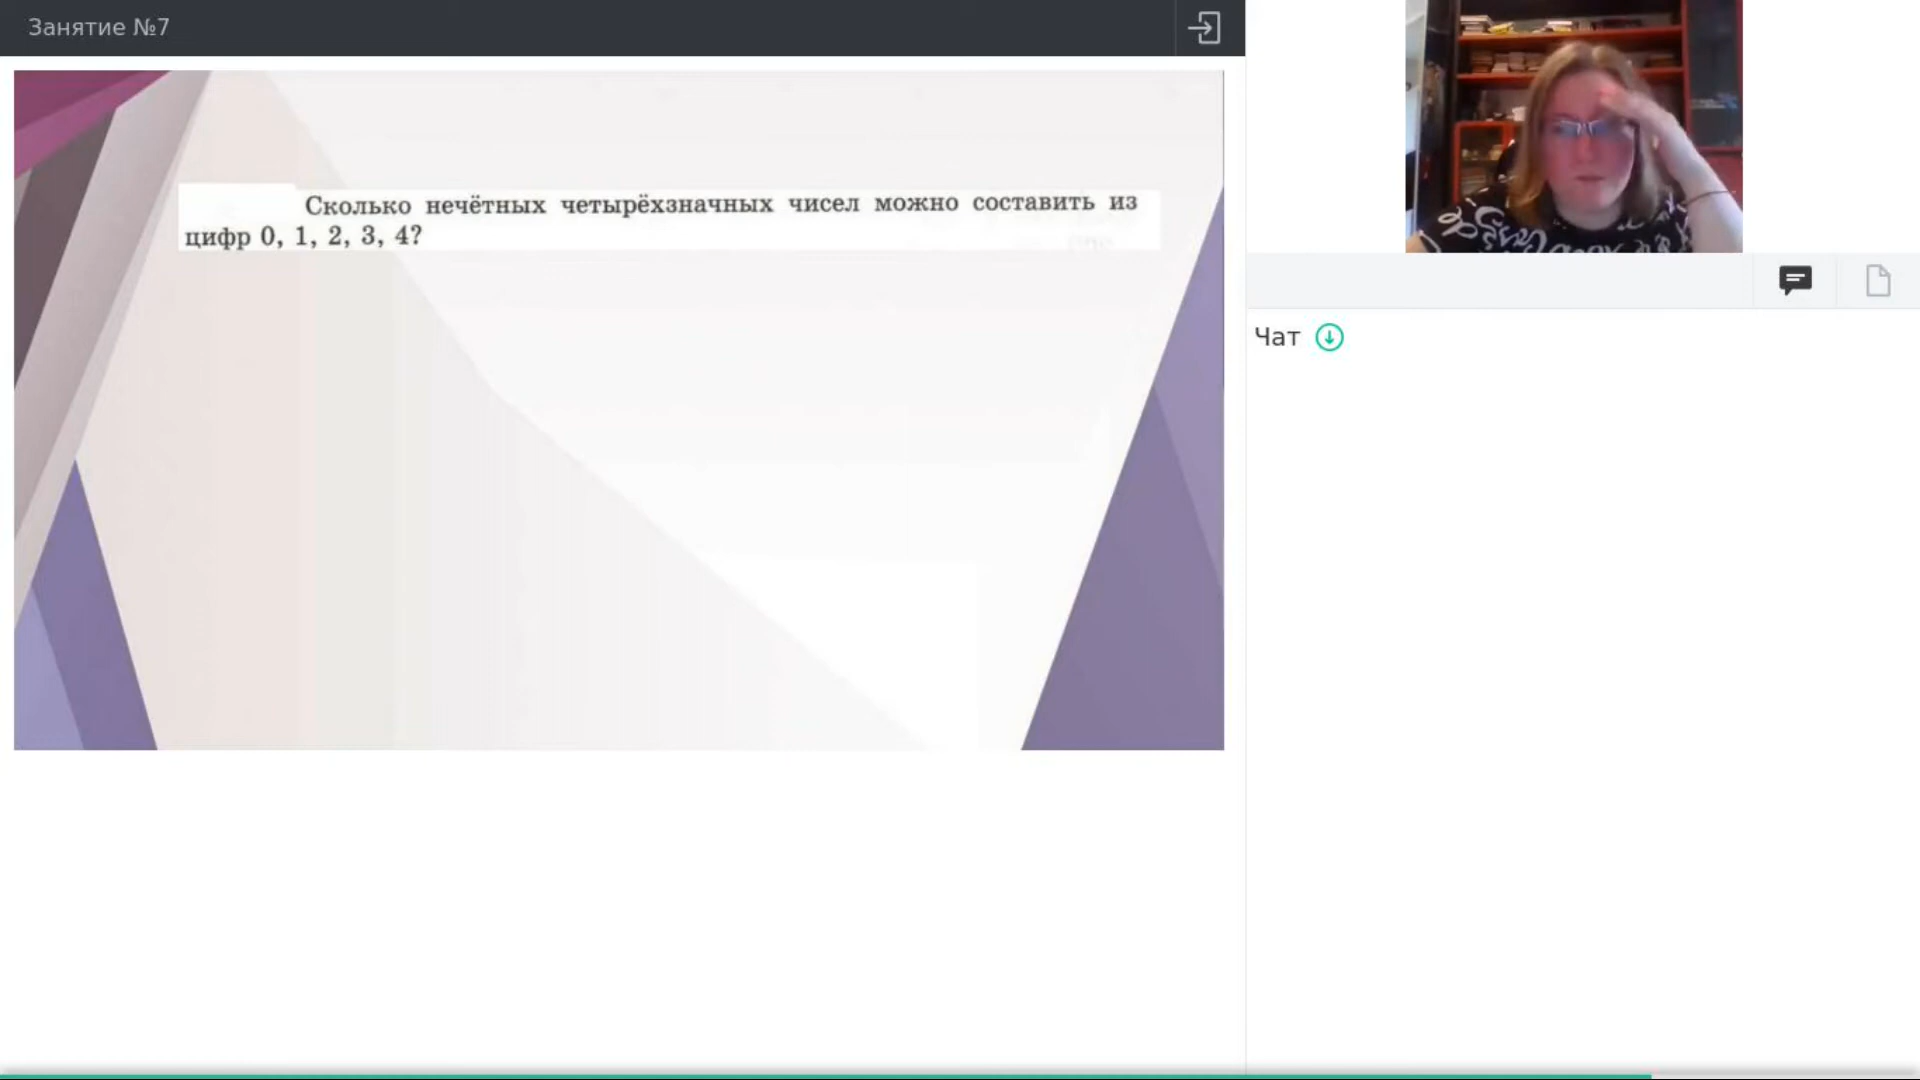 Занятие №7
Сколько нечётных четырёхзначных чисел можно составить из
цифр 0, 1, 2, 3, 4?
Чат